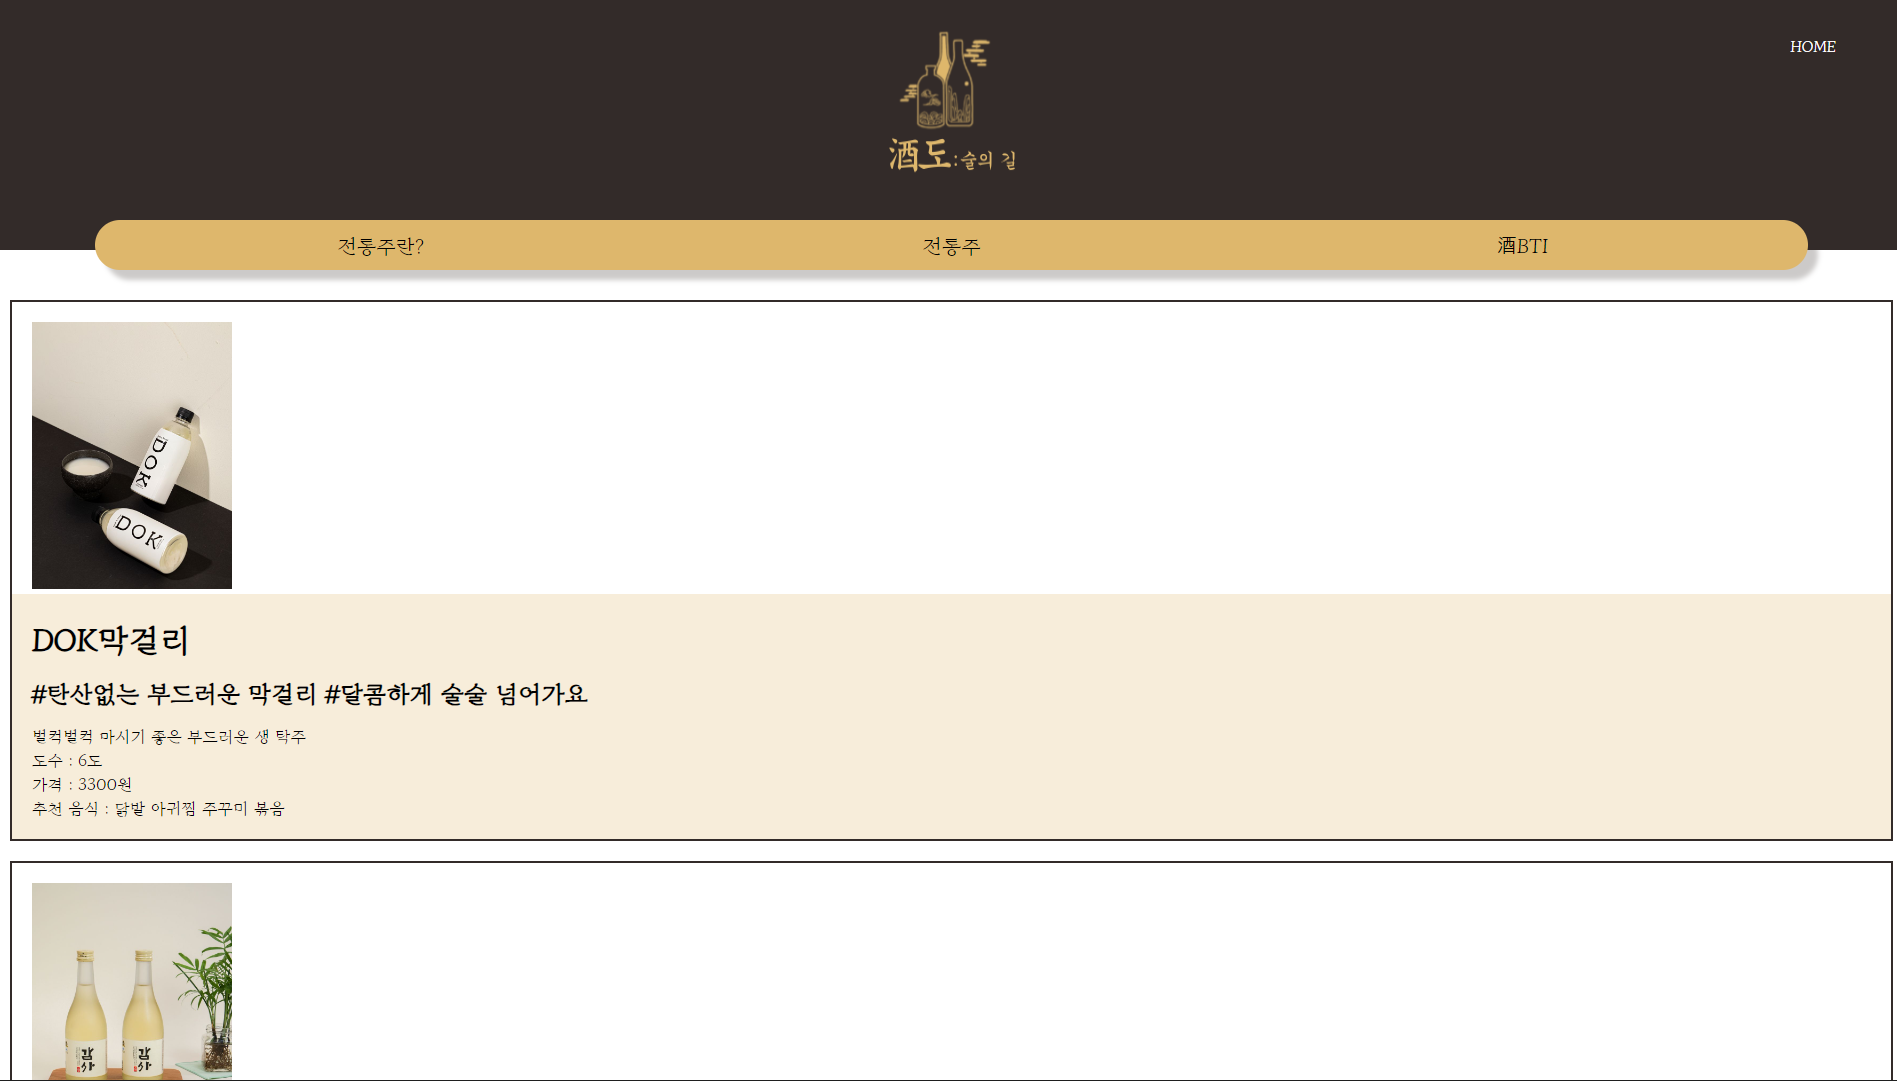 HOME
酒도:술의 길
전통주란?
전통주
酒BTI
DOK
DOK
DOK막걸리
#탄산없는 부드러운 막걸리 #달콤하게 술술 넘어가요
벌컥벌컥 마시기 좋은 부드러운 생 탁주
도수 : 6도
가격 : 3300원
추천 음식 : 닭발 아귀찜 주꾸미 볶음
감사
감사